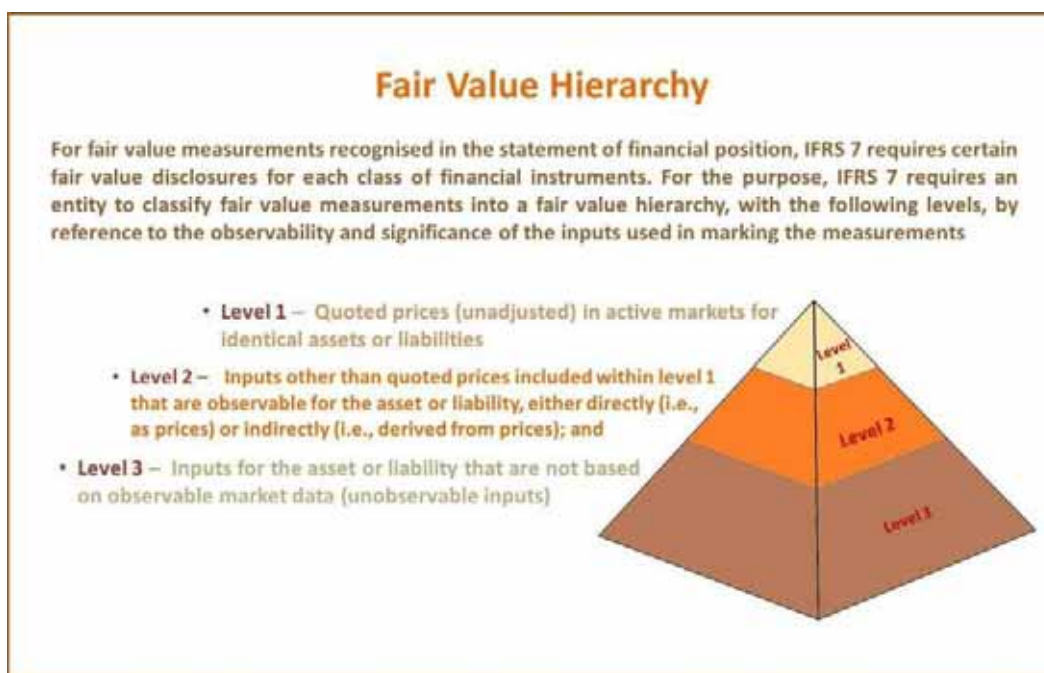 Fair Value Hierarchy
For fair value measurements recognised in the statement of financial position, IFRS 7 requires certain
fair value disclosures for each class of financial instruments. For the purpose, IFRS 7 requires an
entity to classify fair value measurements into a fair value hierarchy, with the following levels, by
reference to the observability and significance of the inputs used in marking the measurements
• Level 1 – Quoted prices (unadjusted) in active markets for
identical assets or liabilities
• Level 2 – Inputs other than quoted prices included within level 1
that are observable for the asset or liability, either directly (i.e.,
as prices) or indirectly (i.e., derived from prices); and
• Level 3 – Inputs for the asset or liability that are not based
on observable market data (unobservable inputs)
Level
1
Level 2
Level 3